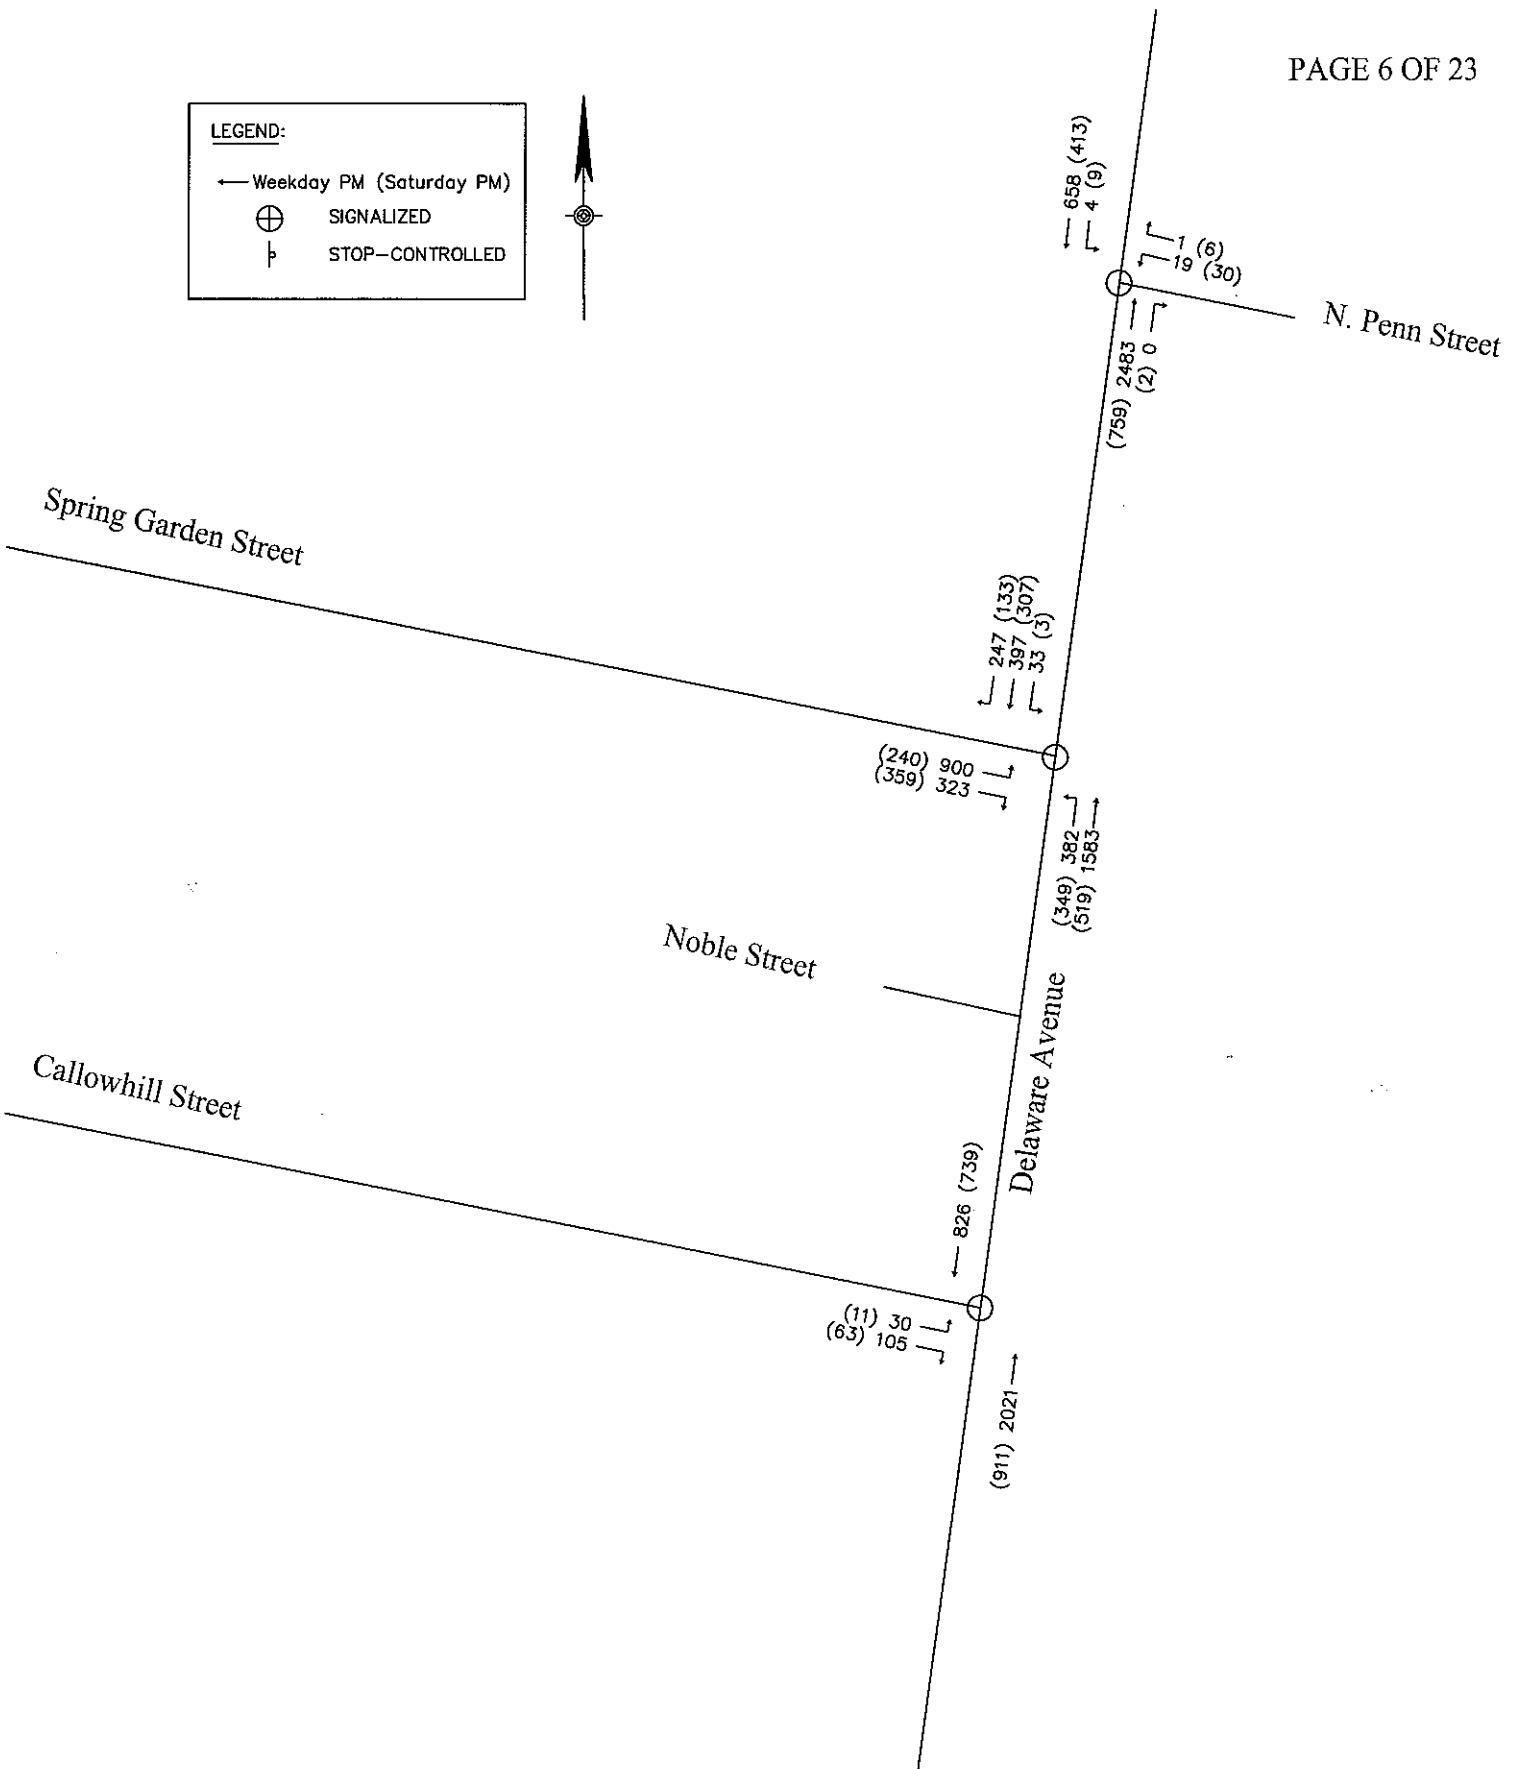 PAGE 6 OF 23
LEGEND:
Weekday PM (Saturday PM)
SIGNALIZED
STOP-CONTROLLED
658 (413)
4 (9)
1 (6)
19 (30)
N. Penn Street
(759) 2483
(2) 0
Spring Garden Street
247 (133)
397 (307)
33 (3)
(240) 900
(359) 323
(349) 382
(519) 1583
Noble Street
Delaware Avenue
Callowhill Street
826 (739)
(11) 30
(63) 105
(911) 2021